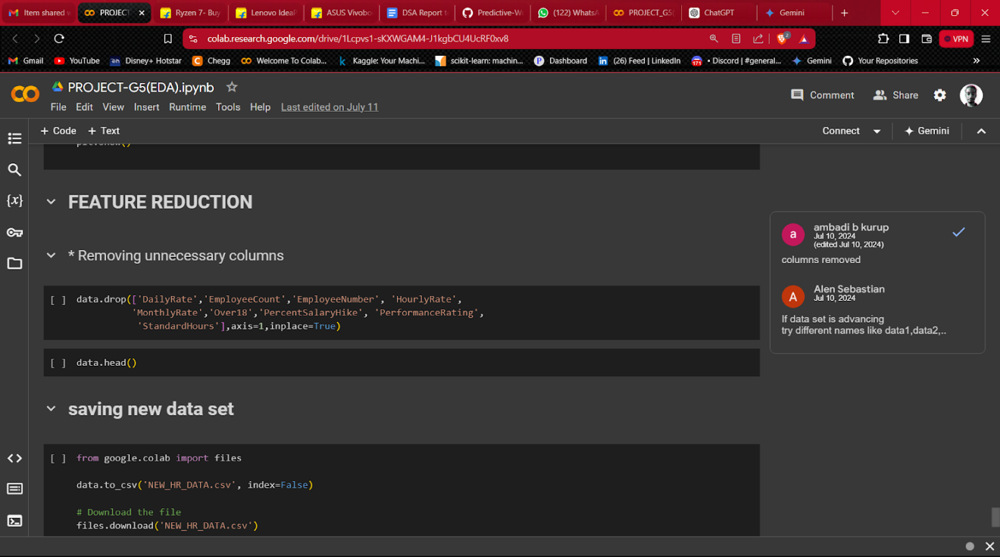 Item shared w
PROJECT
Ryzen 7- Buy
Lenovo IdeaP
ASUS Vivobo
DSA Report t
Predictive-Wo
(122) WhatsA
PROJECT_G5(
ChatGPT
Gemini
colab.research.google.com/drive/1Lcpvs1-sKXWGAM4-J1kgbCU4UcRF0xv8
2
VPN
Gmail
YouTube
Disney+ Hotstar
Chegg
Welcome To Colab...
Kaggle: Your Machi...
scikit-learn: machin...
Dashboard
(26) Feed | LinkedIn
171
• Discord | #general...
Gemini
Your Repositories
PROJECT-G5(EDA).ipynb
Comment
Share
File Edit View Insert Runtime Tools Help Last edited on July 11
+ Code + Text
Connect
Gemini
FEATURE REDUCTION
* Removing unnecessary columns
[ ] data.drop(['DailyRate','EmployeeCount','EmployeeNumber', 'HourlyRate',
'MonthlyRate','Over18','PercentSalaryHike', 'PerformanceRating',
'StandardHours'],axis=1,inplace=True)
[ ] data.head()
saving new data set
[ ] from google.colab import files
data.to_csv('NEW_HR_DATA.csv', index=False)
# Download the file
files.download('NEW_HR_DATA.csv')
a
ambadi b kurup
Jul 10, 2024
(edited Jul 10, 2024)
columns removed
A
Alen Sebastian
Jul 10, 2024
If data set is advancing
try different names like data1,data2,..